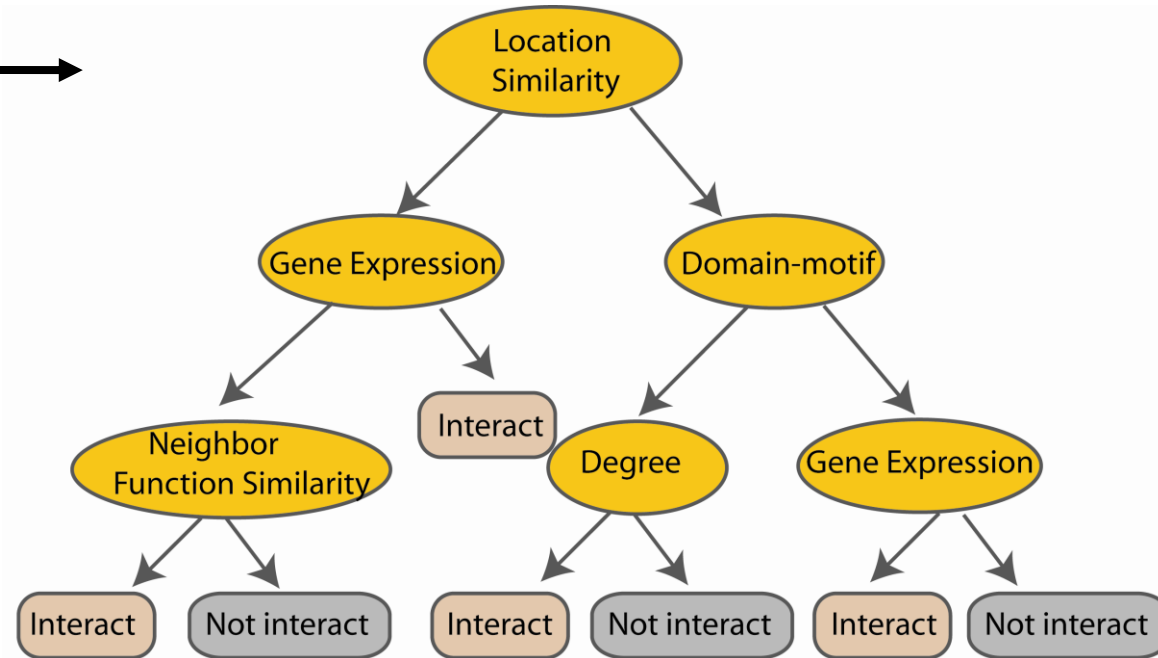 Location
Similarity
Gene Expression
Domain-motif
Interact
Neighbor
Function Similarity
Degree
Gene Expression
Interact
Not interact
Interact
Not interact
Interact
Not interact